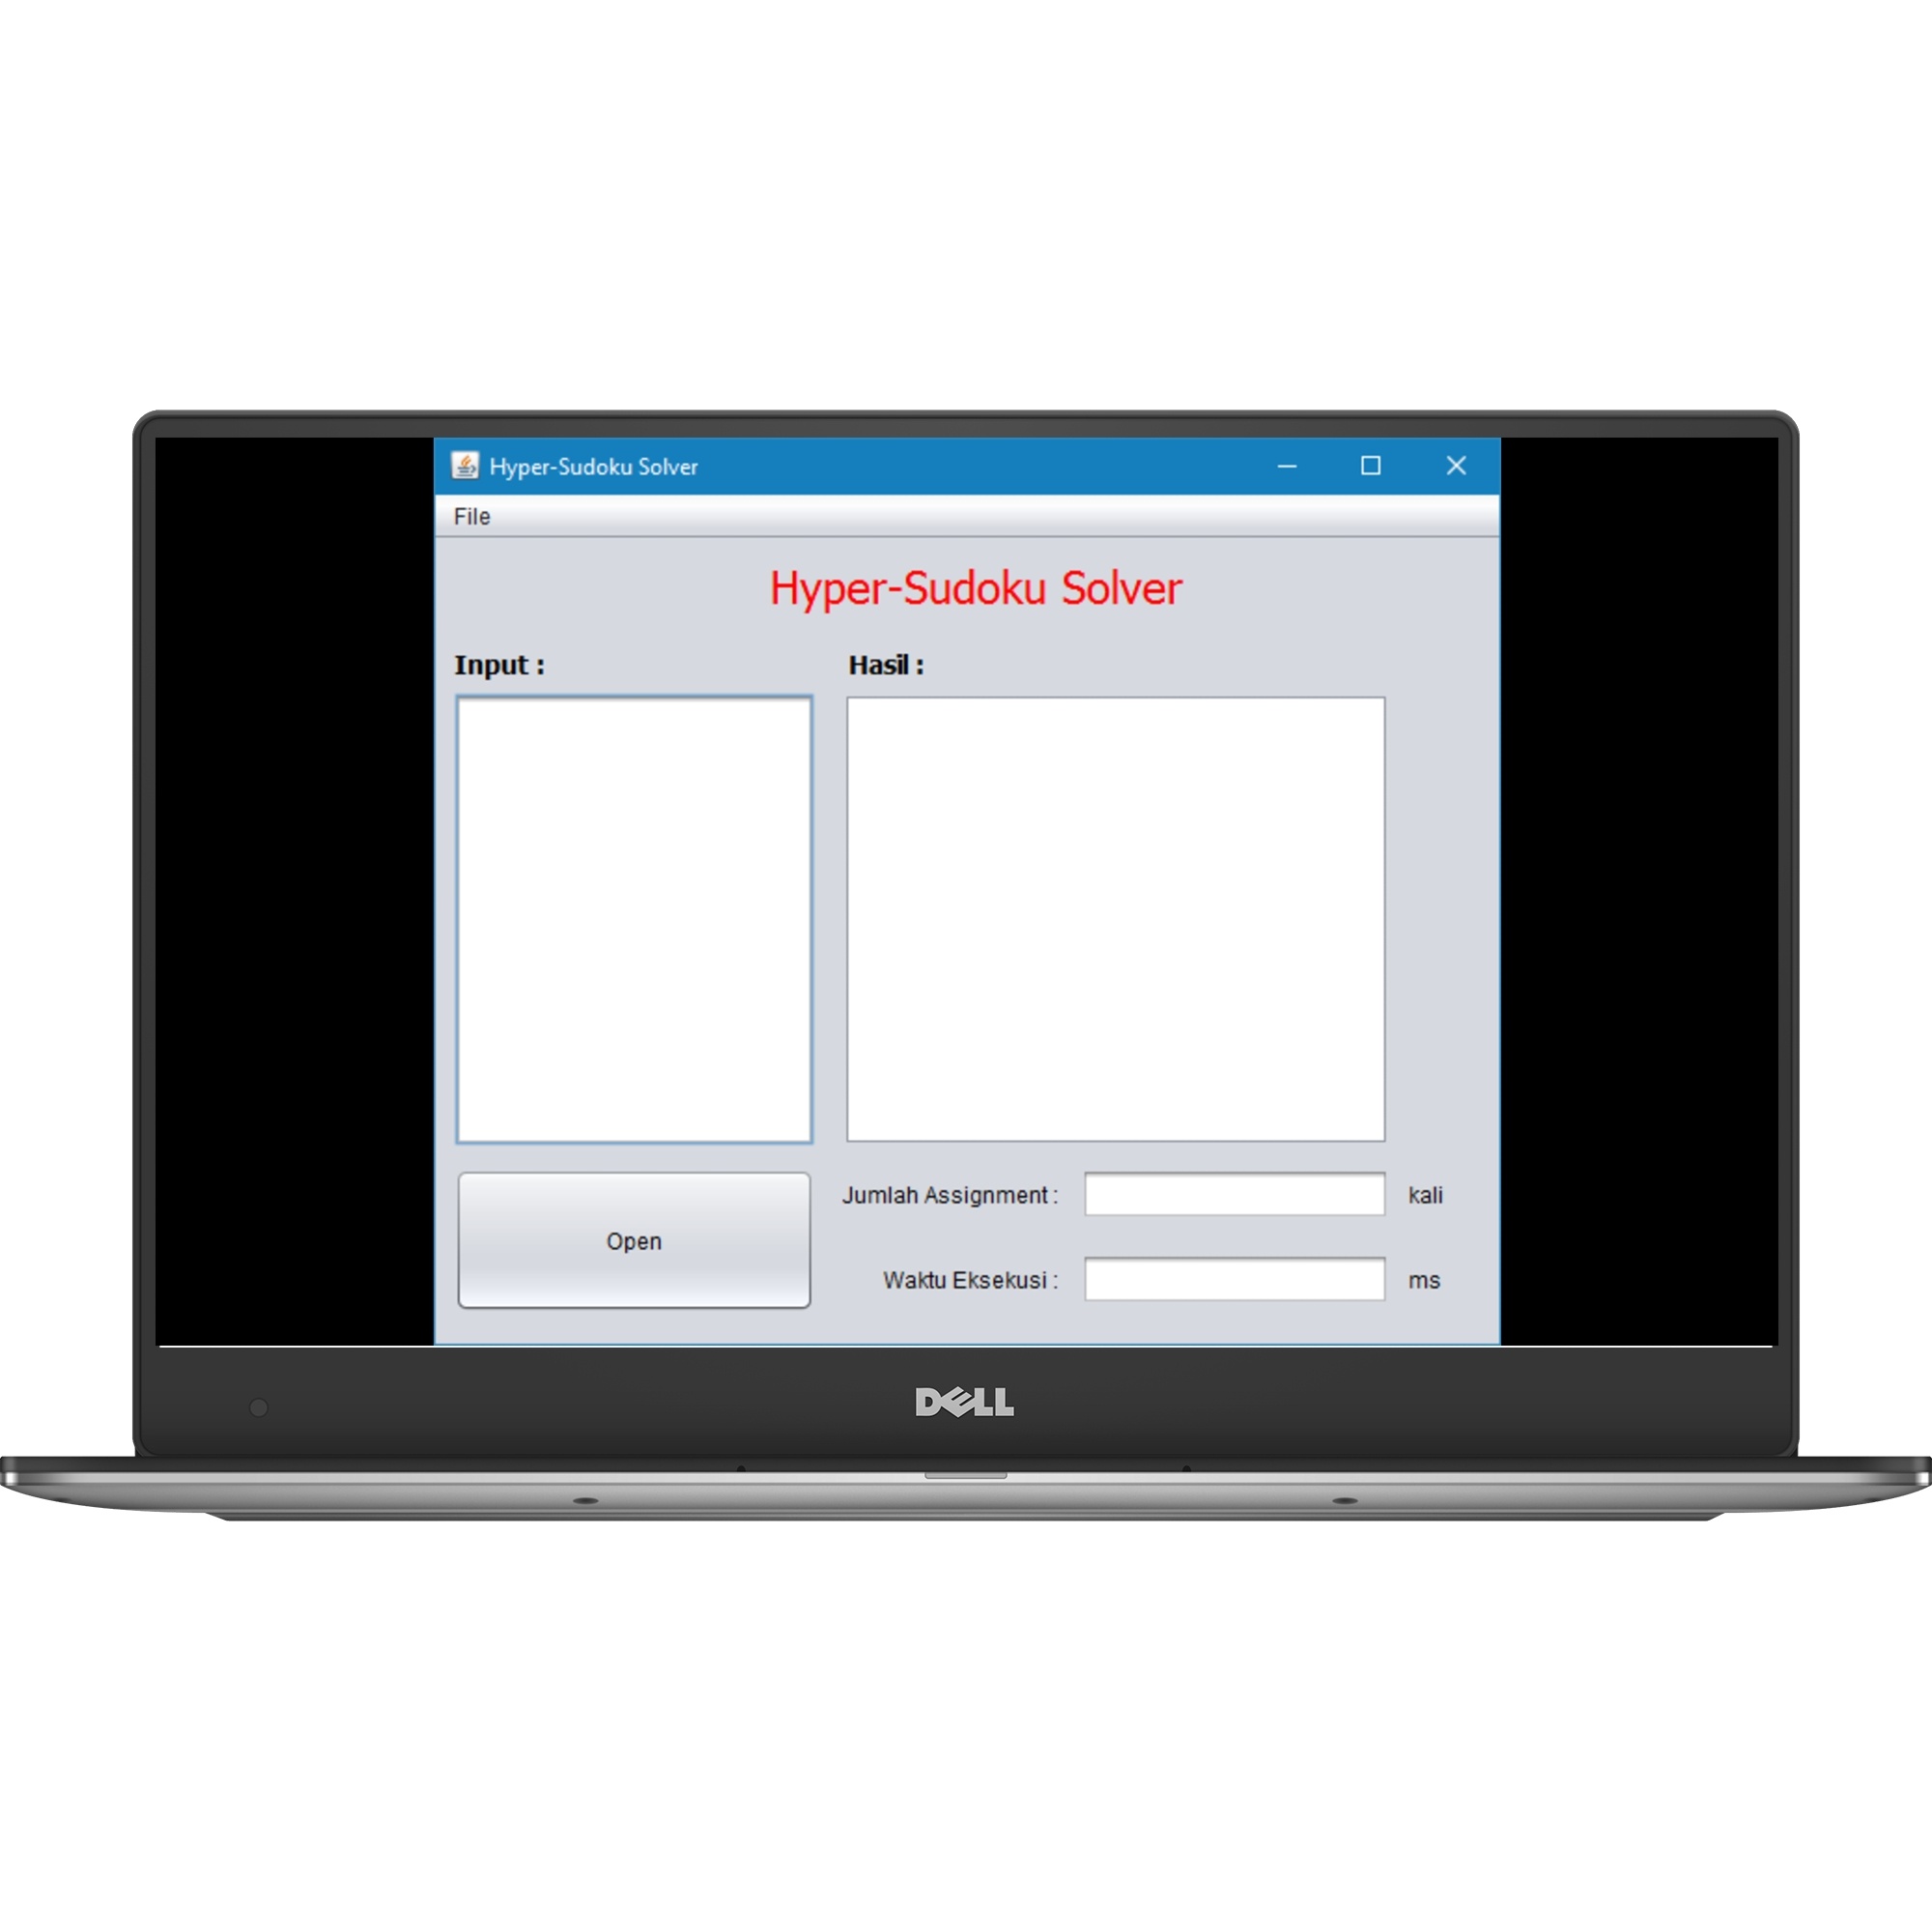 Hyper-Sudoku Solver
File
Hyper-Sudoku Solver
Input :
Hasil :
Open
Jumlah Assignment :
kali
Waktu Eksekusi :
ms
DELL